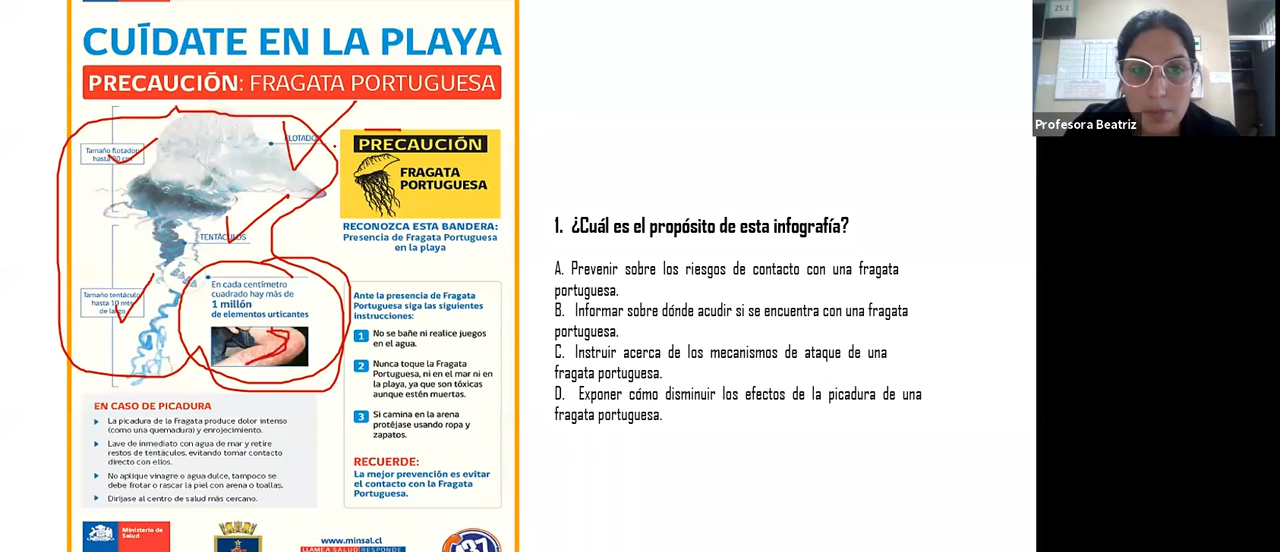 CUÍDATE EN LA PLAYA
PRECAUCIÓN: FRAGATA PORTUGUESA
FLOTADOR
Tamaño flotador
hasta 30 cm
TENTÁCULOS
Tamaño tentáculo
hasta 10 mts
de largo
En cada centímetro
cuadrado hay más de
1 millón
de elementos urticantes
PRECAUCIÓN
FRAGATA
PORTUGUESA
RECONOZCA ESTA BANDERA:
Presencia de Fragata Portuguesa
en la playa
Ante la presencia de Fragata
Portuguesa siga las siguientes
instrucciones:
1 No se bañe ni realice juegos
en el agua.
2 Nunca toque la Fragata
Portuguesa, ni en el mar ni en
la playa, ya que son tóxicas
aunque estén muertas.
3 Si camina en la arena
protéjase usando ropa y
zapatos.
RECUERDE:
La mejor prevención es evitar
el contacto con la Fragata
Portuguesa.
EN CASO DE PICADURA
La picadura de la Fragata produce dolor intenso
(como una quemadura) y enrojecimiento.
Lave de inmediato con agua de mar y retire
restos de tentáculos, evitando tomar contacto
directo con ellos.
No aplique vinagre o agua dulce, tampoco se
debe frotar o rascar la piel con arena o toallas.
Diríjase al centro de salud más cercano.
Ministerio de
Salud
www.minsal.cl
LLAME A SALUD RESPONDE
137
1. ¿Cuál es el propósito de esta infografía?
A. Prevenir sobre los riesgos de contacto con una fragata
portuguesa.
B. Informar sobre dónde acudir si se encuentra con una fragata
portuguesa.
C. Instruir acerca de los mecanismos de ataque de una
fragata portuguesa.
D. Exponer cómo disminuir los efectos de la picadura de una
fragata portuguesa.
Profesora Beatriz